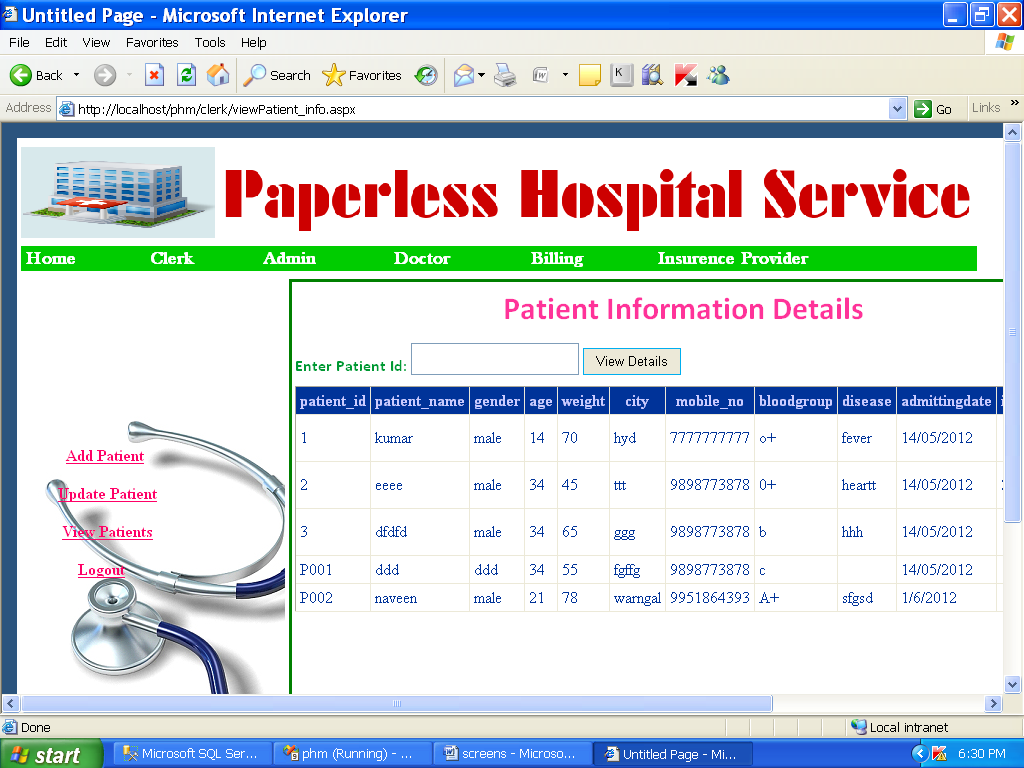 Untitled Page - Microsoft Internet Explorer
File Edit View Favorites Tools Help
Back Search Favorites
Address http://localhost/phm/clerk/viewPatient_info.aspx Go Links »
Paperless Hospital Service
Home Clerk Admin Doctor Billing Insurence Provider
Patient Information Details
Enter Patient Id: View Details
patient_id patient_name gender age weight city mobile_no bloodgroup disease admittingdate
1 kumar male 14 70 hyd 7777777777 o+ fever 14/05/2012
2 eeee male 34 45 ttt 9898773878 0+ heartt 14/05/2012
3 dfdfd male 34 65 ggg 9898773878 b hhh 14/05/2012
P001 ddd ddd 34 55 fgffg 9898773878 c 14/05/2012
P002 naveen male 21 78 warngal 9951864393 A+ sfgsd 1/6/2012
Add Patient
Update Patient
View Patients
Logout
Done Local intranet
start Microsoft SQL Ser... phm (Running) - ... screens - Microso... Untitled Page - Mi... 6:30 PM